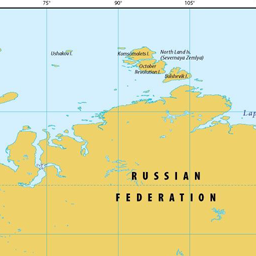 75°
90°
105°
Ushakov I.
Komsomolets I.
North Land Is.
(Severnaya Zemlya)
October
Revolution I.
Bolshevik I.
Lap
RUSSIAN
FEDERATION